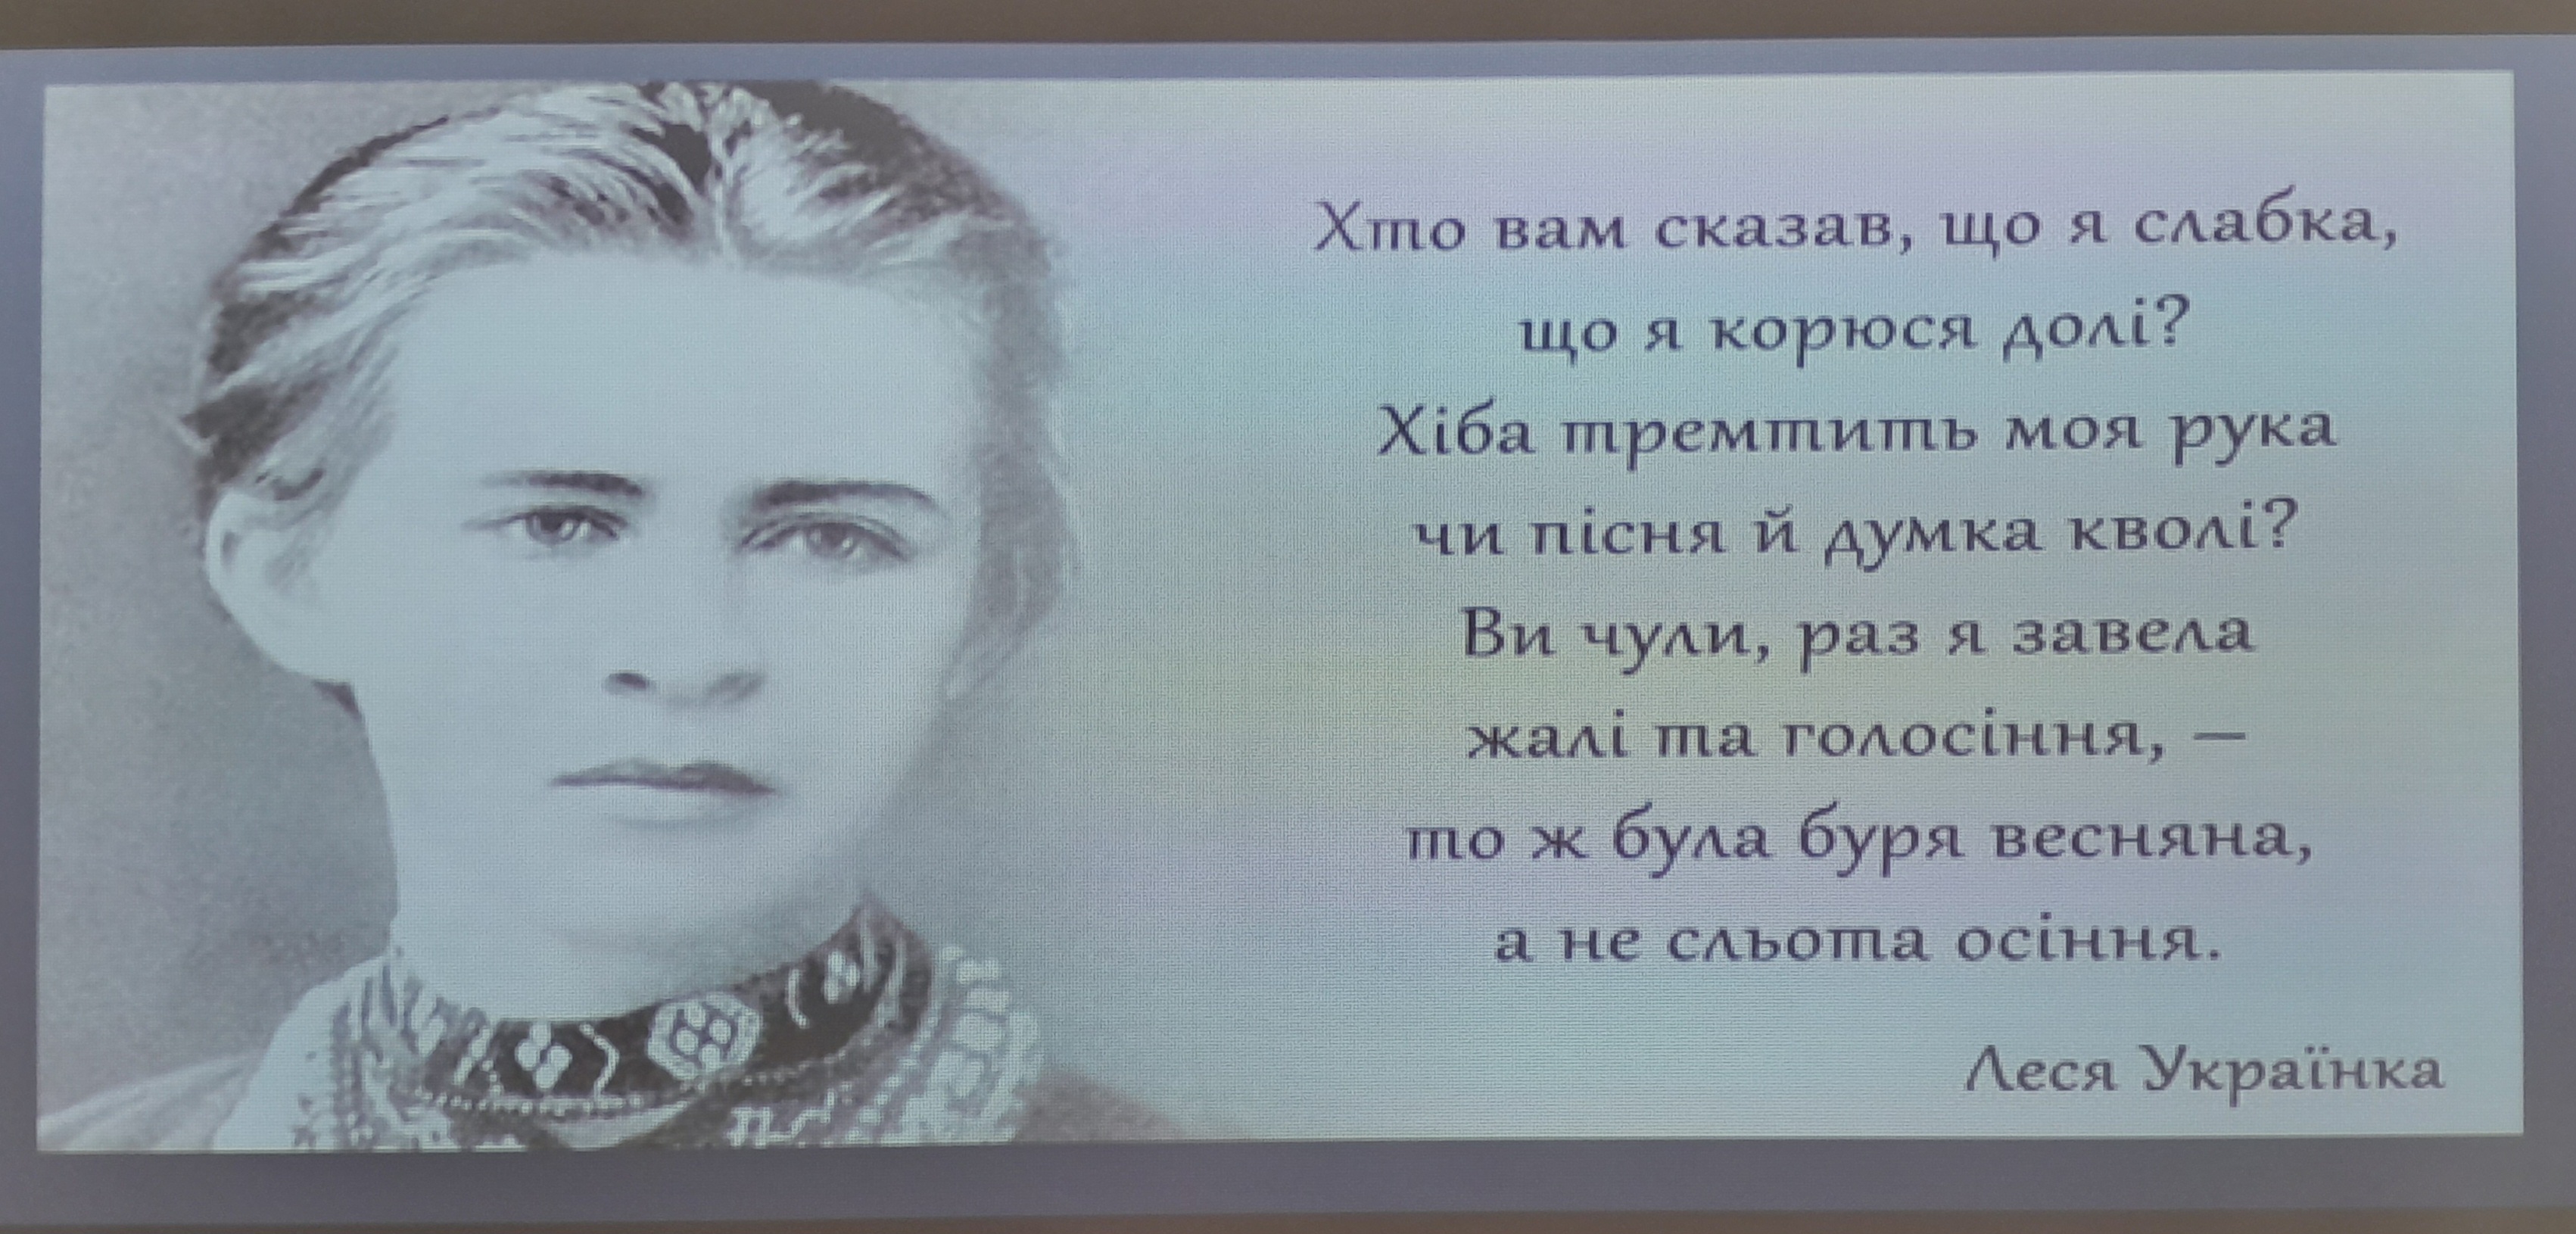 Хто вам сказав, що я слабка,
що я корюся долі?
Хіба тремтить моя рука
чи пісня й думка кволі?
Ви чули, раз я завела
жалі та голосіння, —
то ж була буря весняна,
а не сльота осіння.
Леся Українка